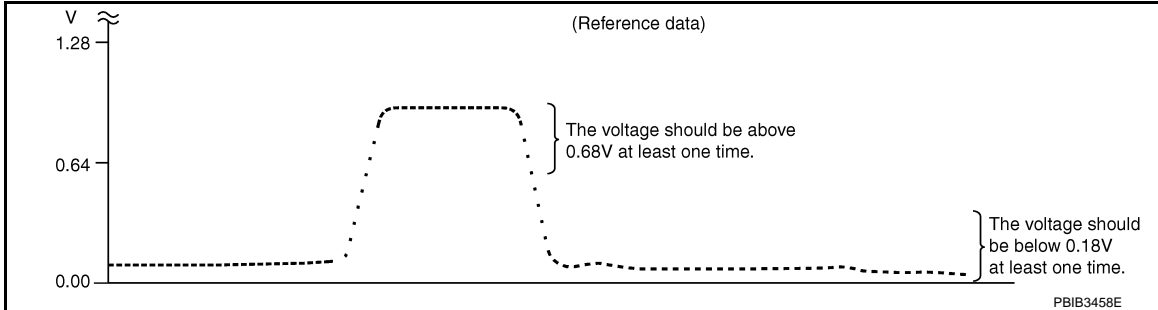 V
(Reference data)
1.28
The voltage should be above
0.68V at least one time.
0.64
The voltage should
be below 0.18V
at least one time.
0.00
PBIB3458E